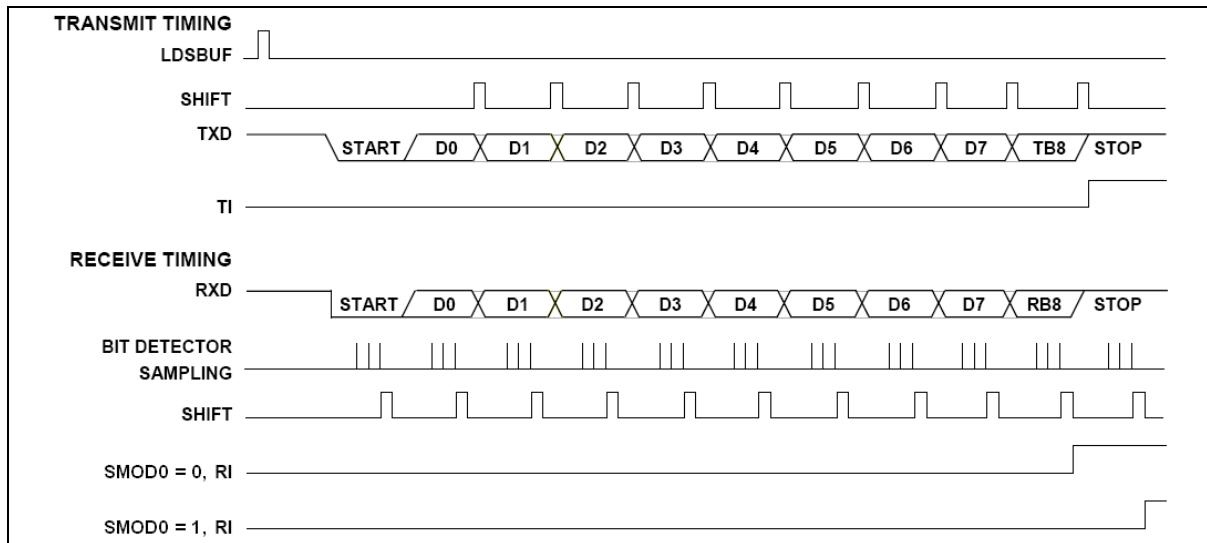 TRANSMIT TIMING
LDSBUF
SHIFT
TXD START D0 D1 D2 D3 D4 D5 D6 D7 TB8 STOP
TI
RECEIVE TIMING
RXD START D0 D1 D2 D3 D4 D5 D6 D7 RB8 STOP
BIT DETECTOR
SAMPLING
SHIFT
SMOD0 = 0, RI
SMOD0 = 1, RI